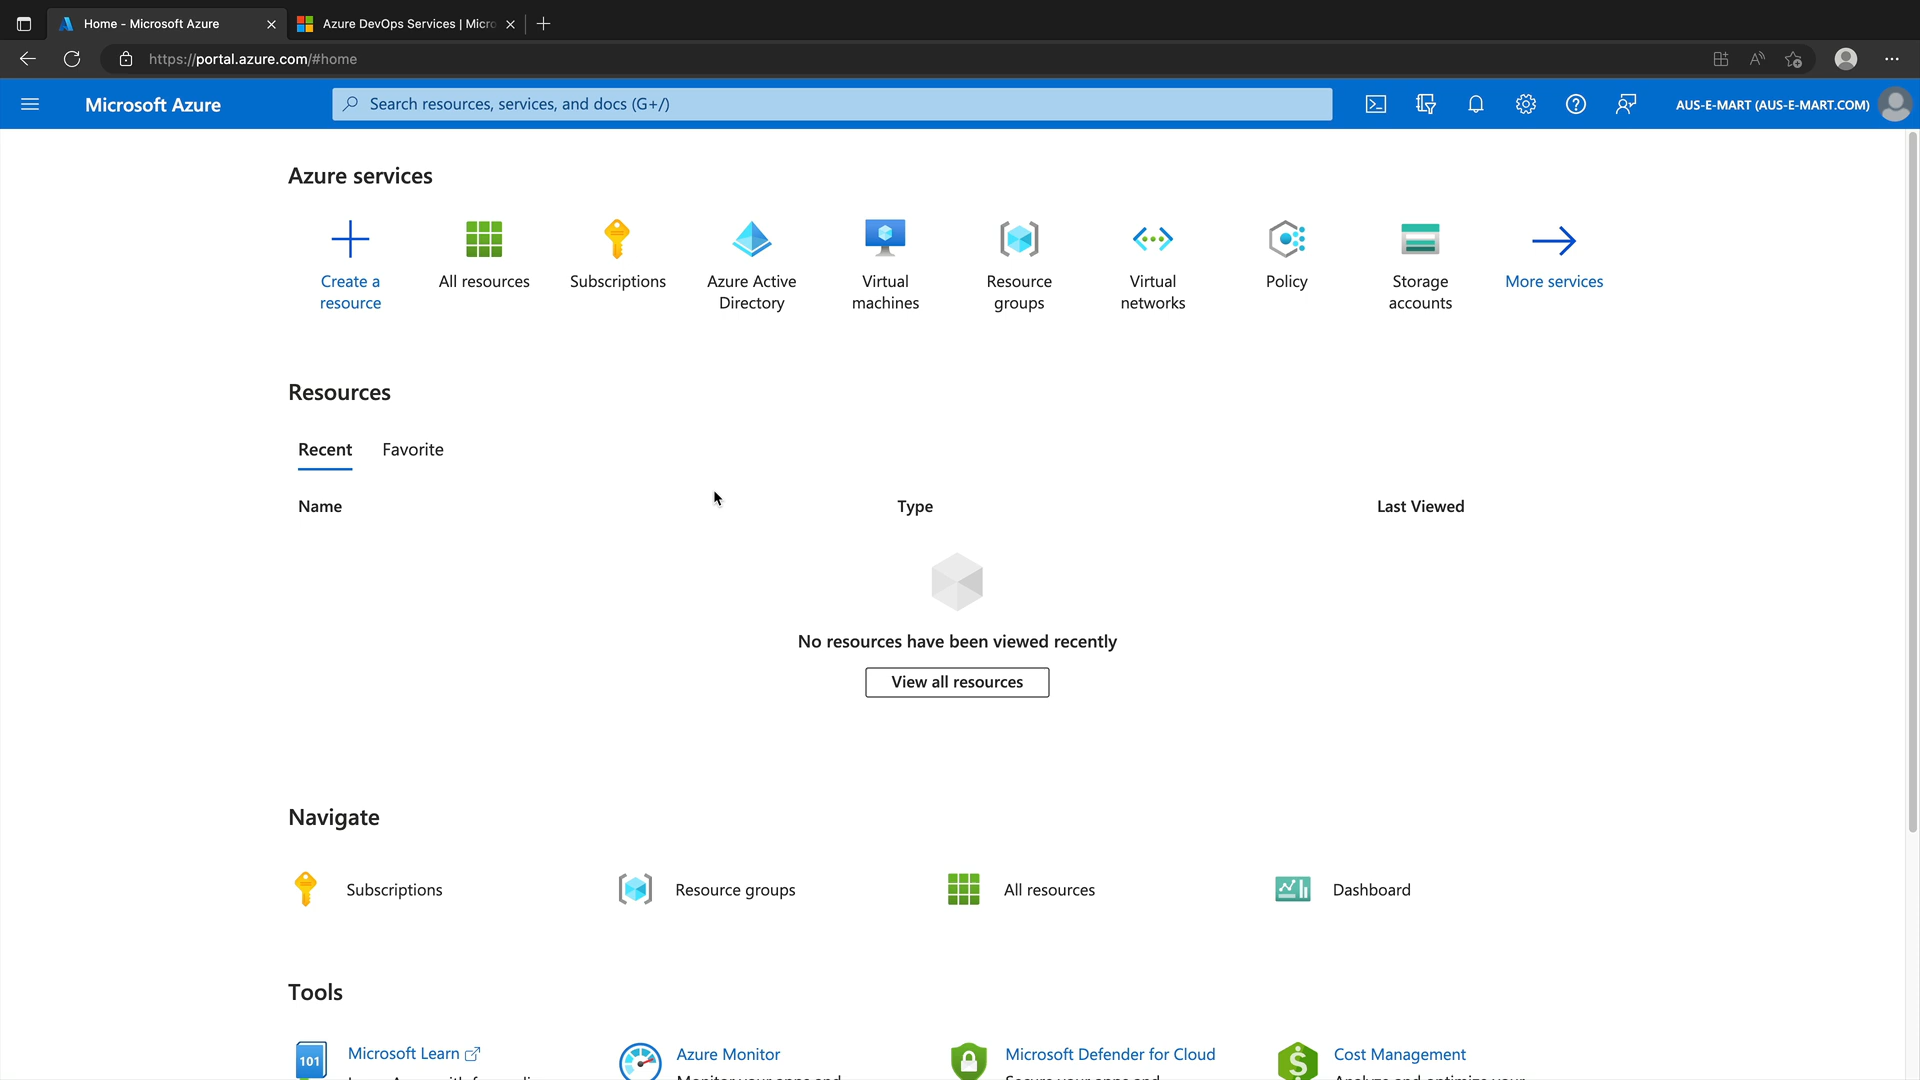 Home - Microsoft Azure
Azure DevOps Services | Micro
https://portal.azure.com/#home
Microsoft Azure
Search resources, services, and docs (G+/)
AUS-E-MART (AUS-E-MART.COM)
Azure services
Create a resource
All resources
Subscriptions
Azure Active Directory
Virtual machines
Resource groups
Virtual networks
Policy
Storage accounts
More services
Resources
Recent
Favorite
Name
Type
Last Viewed
No resources have been viewed recently
View all resources
Navigate
Subscriptions
Resource groups
All resources
Dashboard
Tools
101
Microsoft Learn
Azure Monitor
Microsoft Defender for Cloud
Cost Management